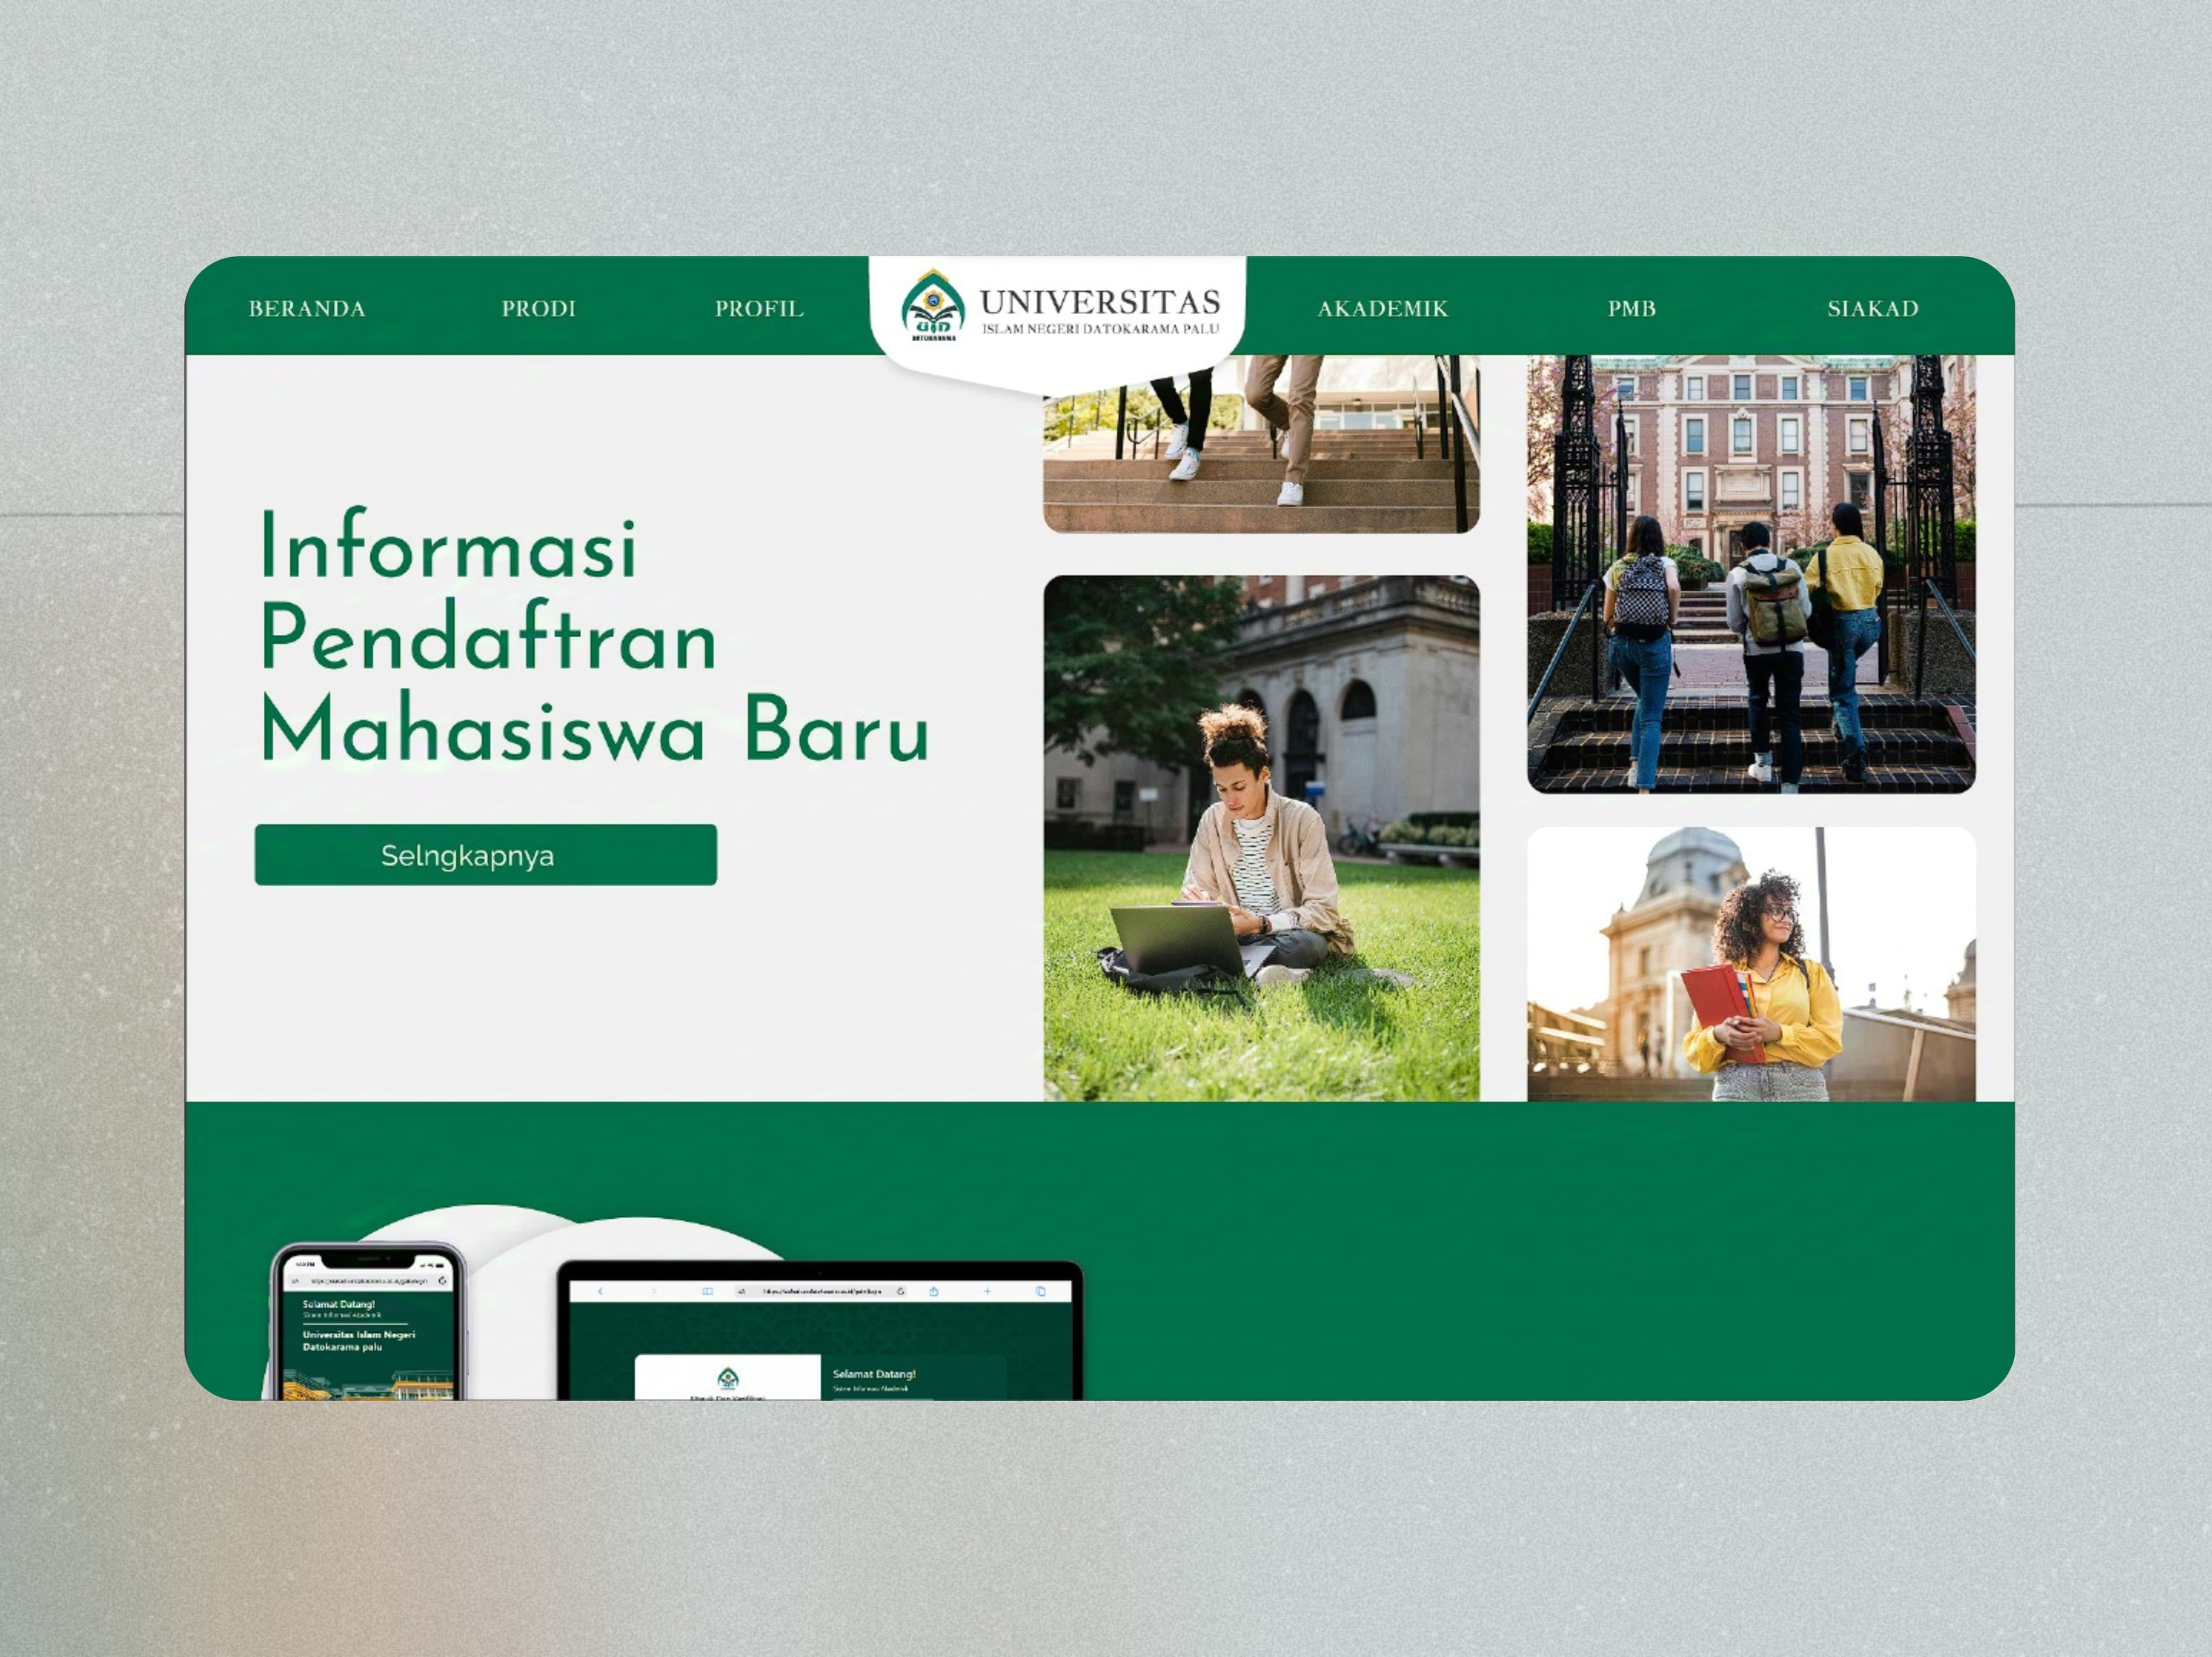 BERANDA
PRODI
PROFIL
UNIVERSITAS
ISLAM NEGERI DATOKARAMA PALU
uin
DATOKARAMA
AKADEMIK
PMB
SIAKAD
Informasi
Pendaftran
Mahasiswa Baru
Selngkapnya
Selamat Datang!
Sistem Informasi Akademik
Universitas Islam Negeri
Datokarama palu
Selamat Datang!
Sistem Informasi Akademik